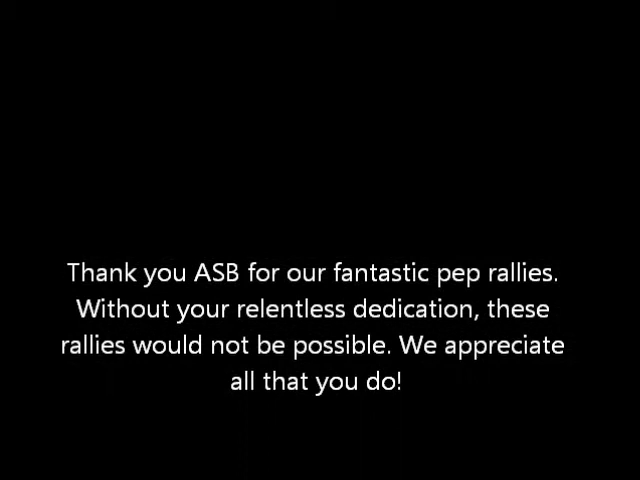 Thank you ASB for our fantastic pep rallies.
Without your relentless dedication, these
rallies would not be possible. We appreciate
all that you do!